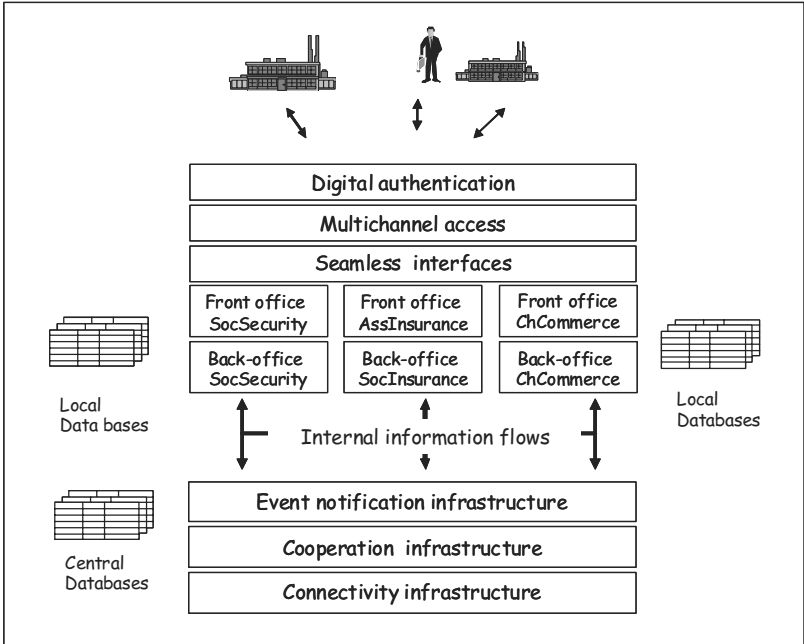 Digital authentication
Multichannel access
Seamless interfaces
Front office
SocSecurity
Front office
AssInsurance
Front office
ChCommerce
Back-office
SocSecurity
Back-office
SocInsurance
Back-office
ChCommerce
Local
Data bases
Local
Databases
Internal information flows
Event notification infrastructure
Cooperation infrastructure
Connectivity infrastructure
Central
Databases